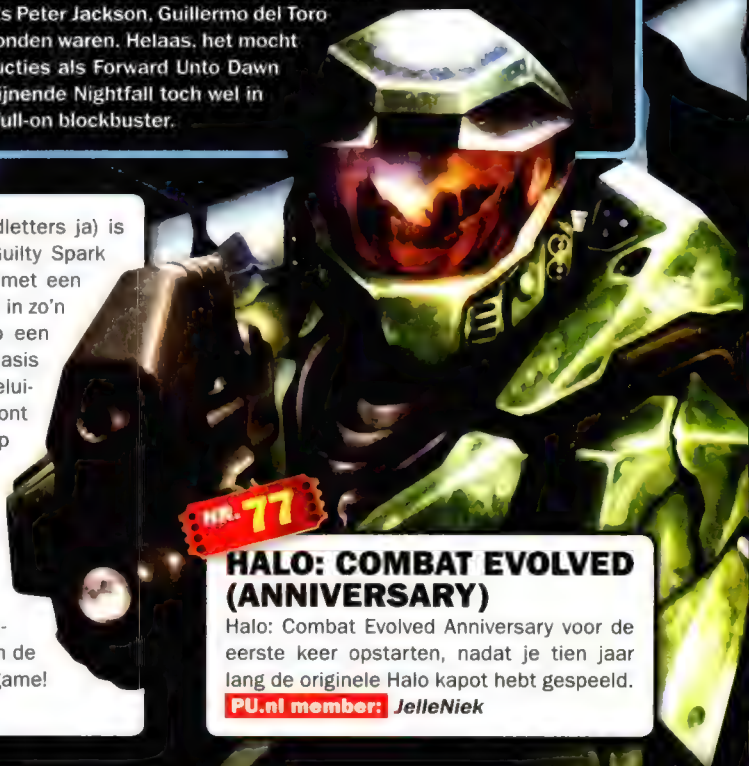 s Peter Jackson, Guillermo del Toro
onden waren. Helaas, het mocht
ucties als Forward Unto Dawn
ijnende Nightfall toch wel in
ull-on blockbuster.
lletters ja) is
Guilty Spark
met een
in zo'n
een
asis
elui-
ont
p
-
n de
game!
NR. 77
HALO: COMBAT EVOLVED
(ANNIVERSARY)
Halo: Combat Evolved Anniversary voor de
eerste keer opstarten, nadat je tien jaar
lang de originele Halo kapot hebt gespeeld.
PU.nl member: JelleNiek